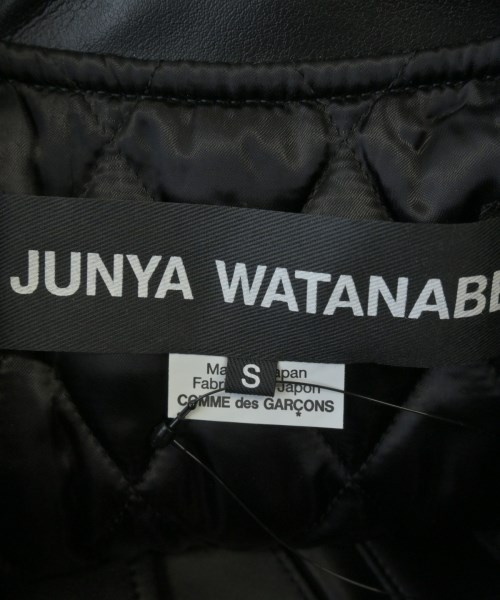 JUNYA WATANABE
S
Ma Japan
Fabr Japon
COMME des GARÇONS